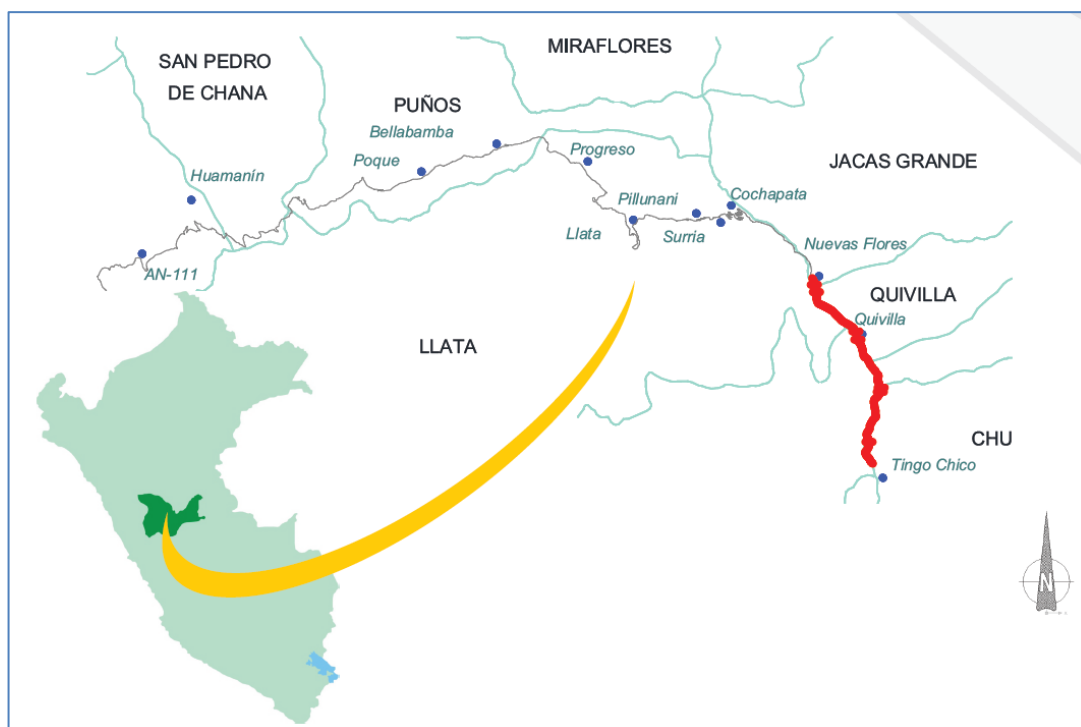 SAN PEDRO
DE CHANA
MIRAFLORES
PUÑOS
Bellabamba
Poque
Progreso
Huamanín
JACAS GRANDE
Cochapata
Pillunani
Llata
Surria
Nuevas Flores
AN-111
QUIVILLA
Quivilla
LLATA
CHU
Tingo Chico
N